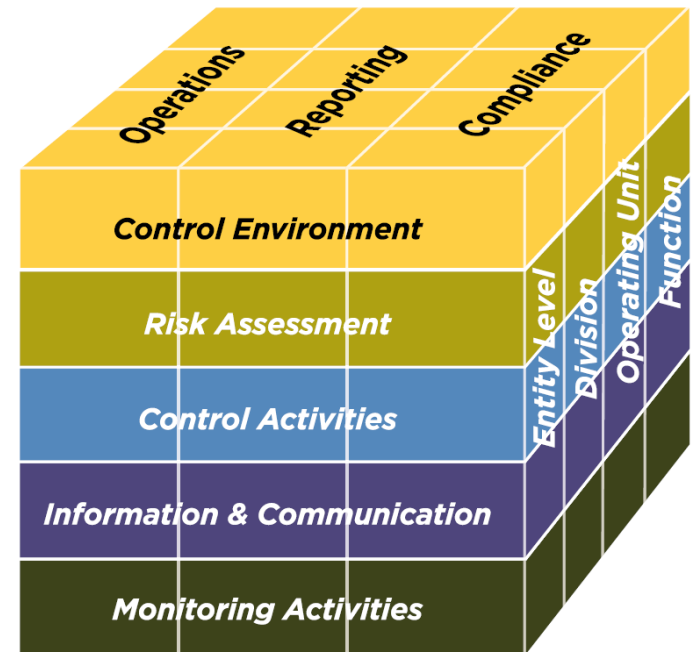 Operations
Reporting
Compliance
Control Environment
Risk Assessment
Control Activities
Information & Communication
Monitoring Activities
Entity Level
Division
Operating Unit
Function